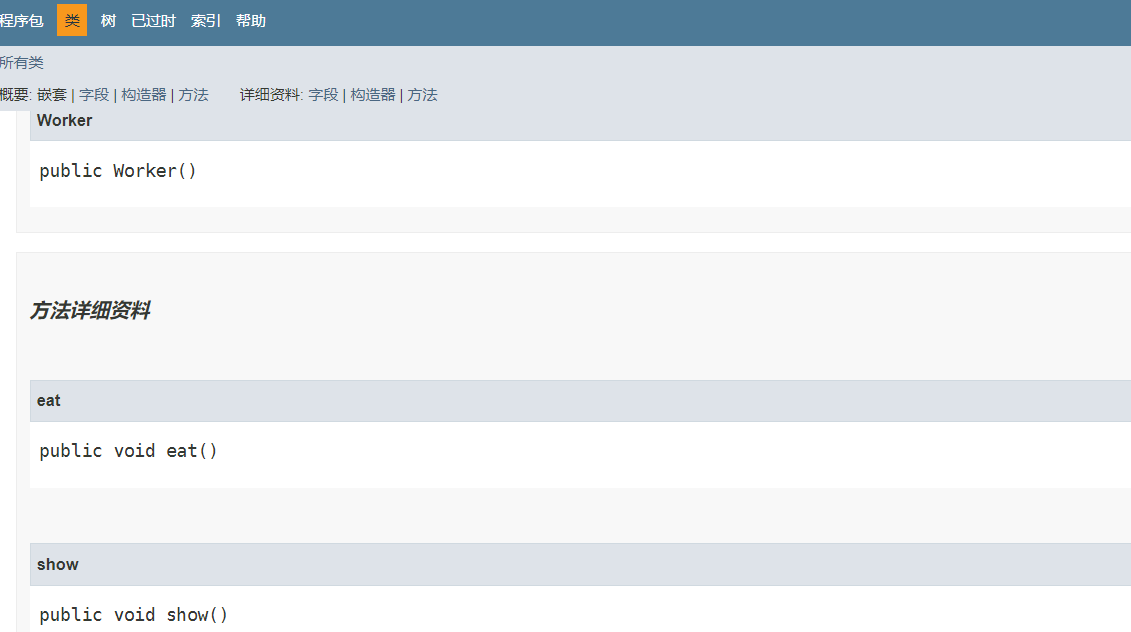 程序包 类 树 已过时 索引 帮助
所有类
概要: 嵌套 | 字段 | 构造器 | 方法 详细资料: 字段 | 构造器 | 方法
Worker
public Worker()
方法详细资料
eat
public void eat()
show
public void show()